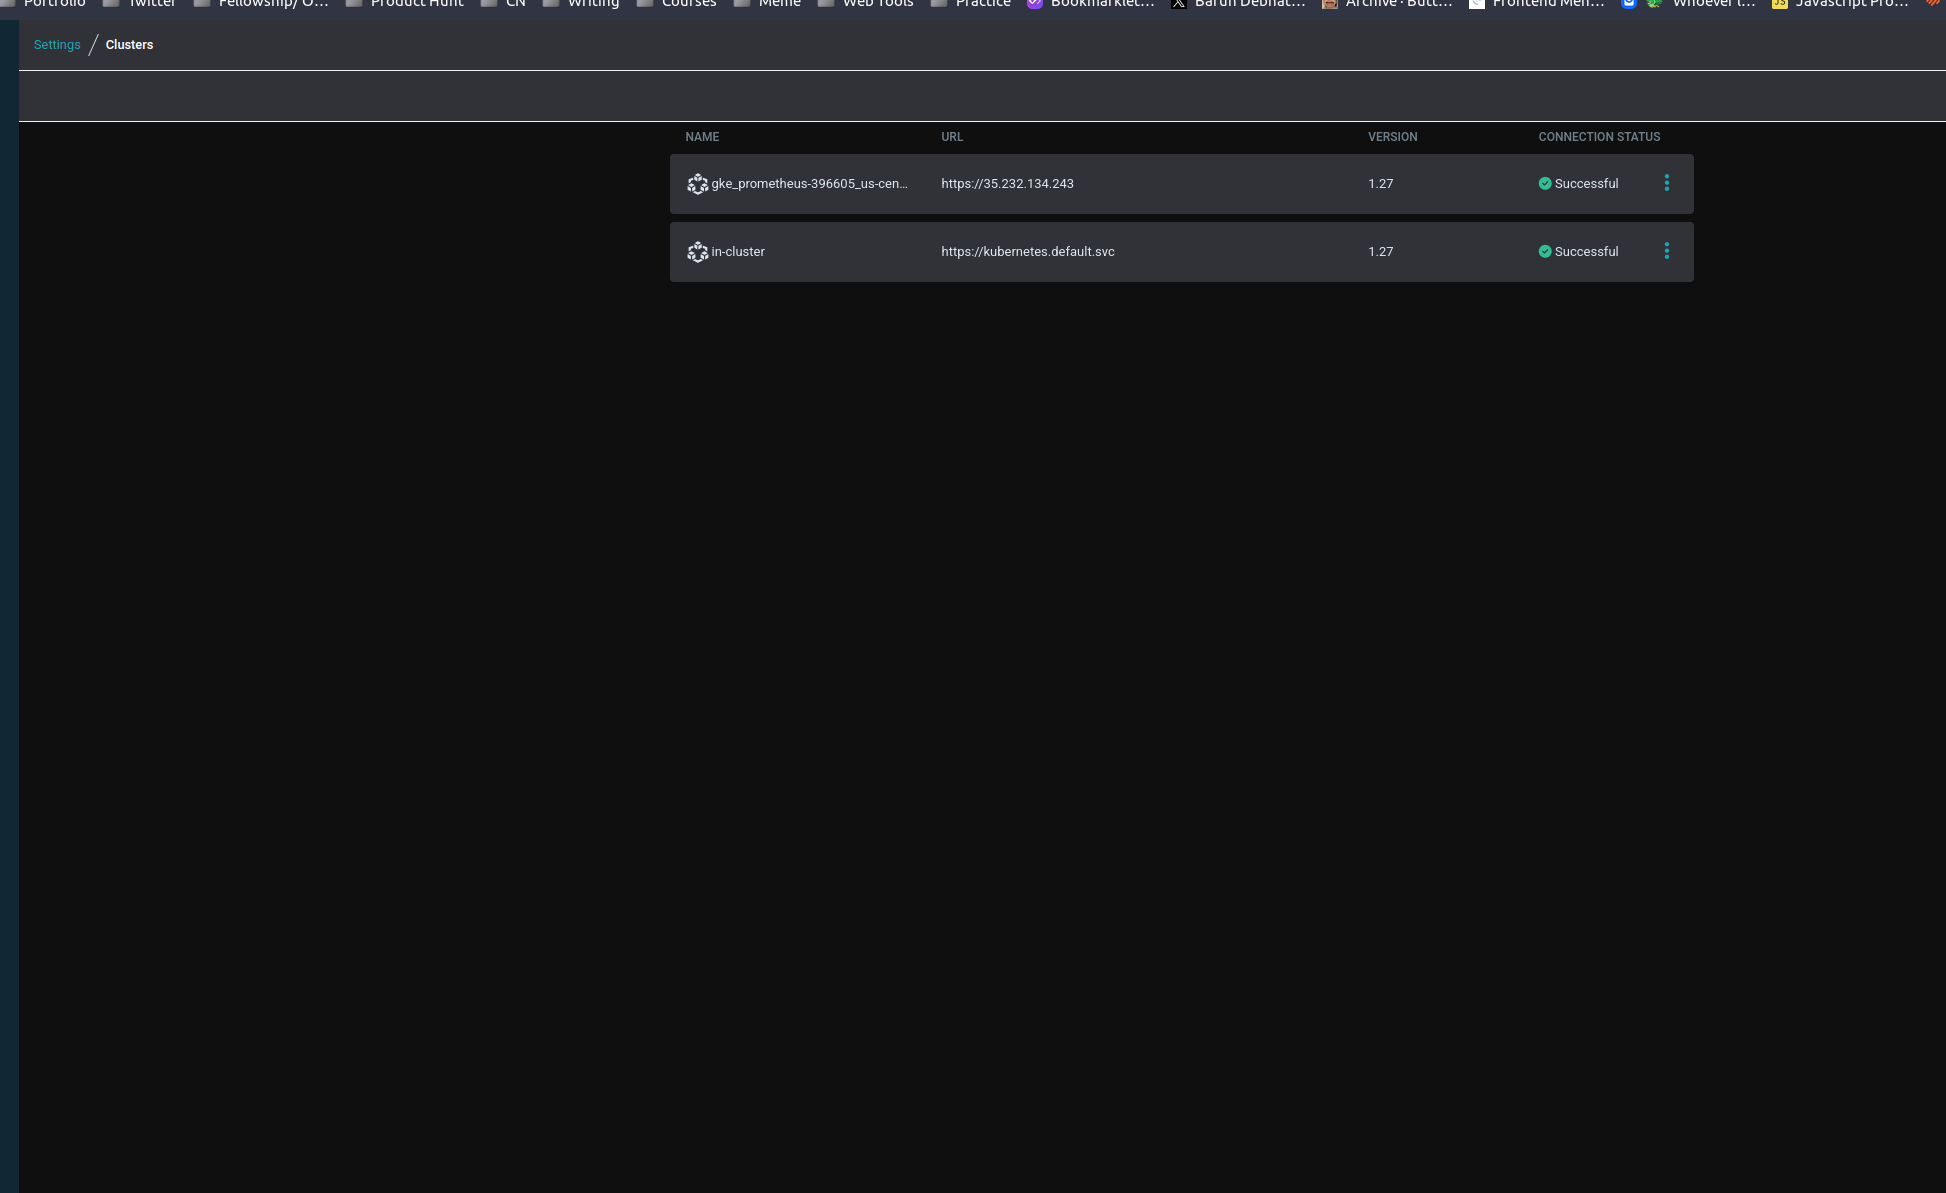 Portfolio Twitter Fellowship/ O... Product Hunt CN Writing Courses Meme Web Tools Practice Bookmarklet... Barun Debnat... Archive · Butt... Frontend Men... Whoever t... JS Javascript Pro...
Settings / Clusters
NAME URL VERSION CONNECTION STATUS
gke_prometheus-396605_us-cen... https://35.232.134.243 1.27 Successful
in-cluster https://kubernetes.default.svc 1.27 Successful